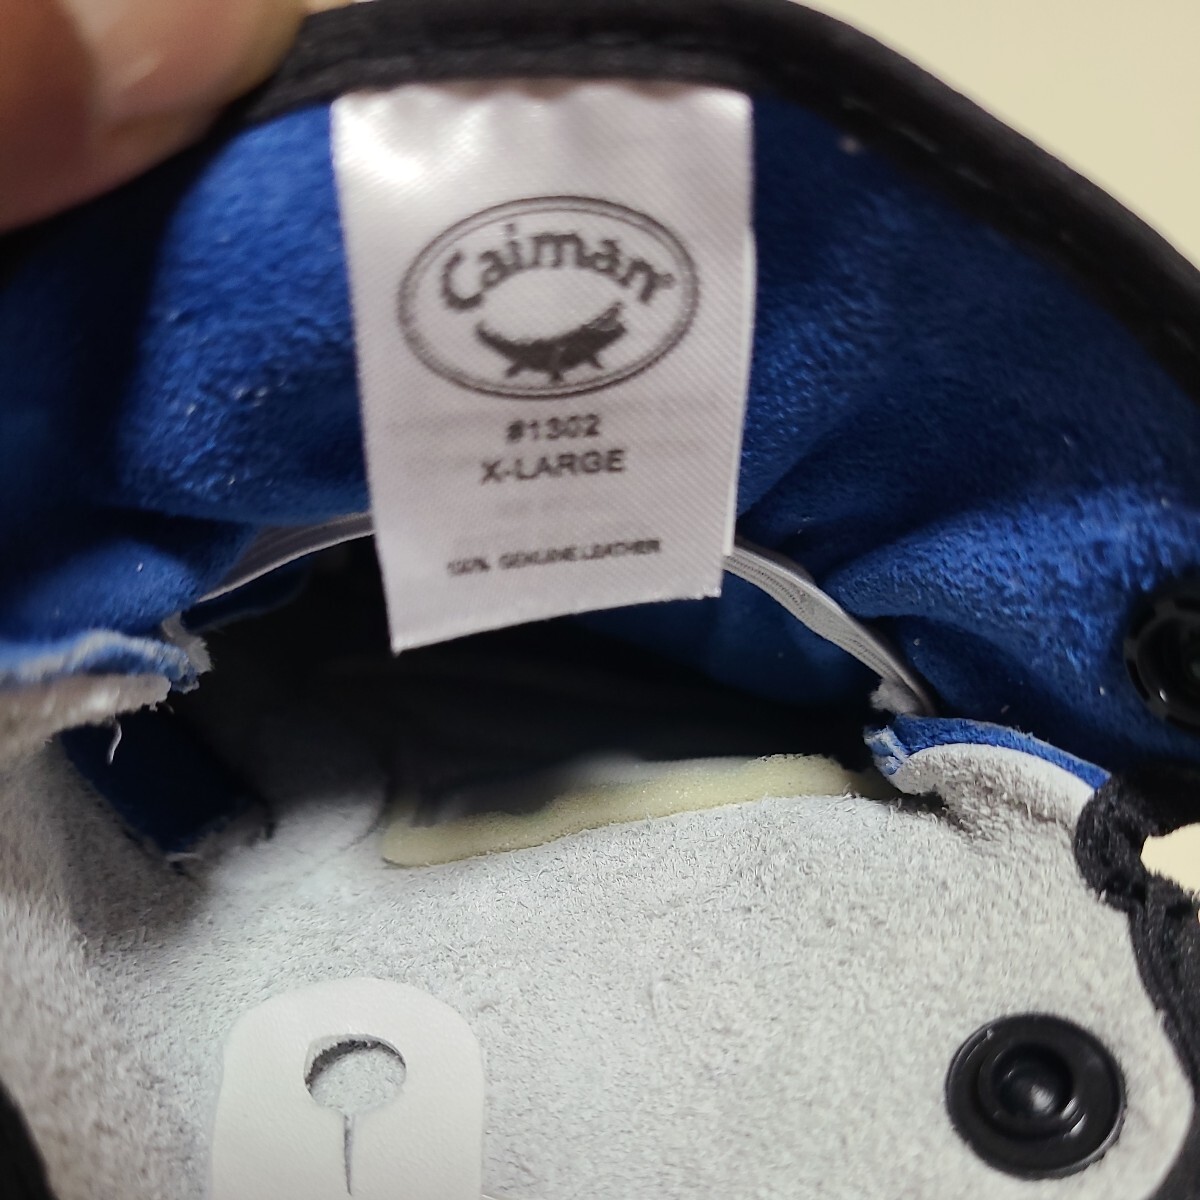 Caiman®
#1302
X-LARGE
100% GENUINE LEATHER